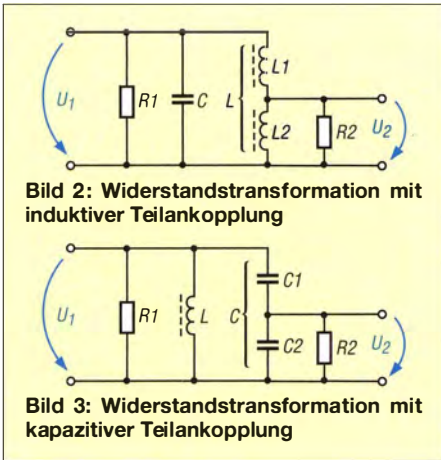 U1
R1
C
L
L1
L2
R2
U2
Bild 2: Widerstandstransformation mit
induktiver Teilankopplung
U1
R1
L
C
C1
C2
R2
U2
Bild 3: Widerstandstransformation mit
kapazitiver Teilankopplung